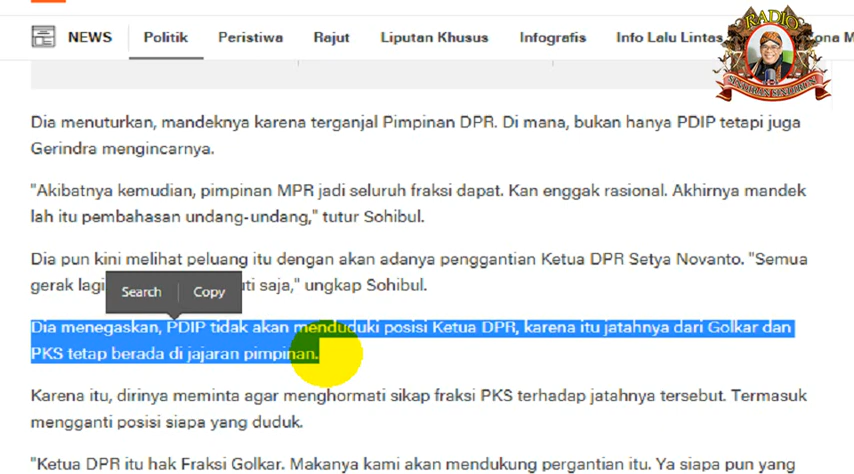 RADIO
NEWS Politik Peristiwa Rajut Liputan Khusus Infografis Info Lalu Lintas
Dia menuturkan, mandeknya karena terganjal Pimpinan DPR. Di mana, bukan hanya PDIP tetapi juga
Gerindra mengincarnya.
"Akibatnya kemudian, pimpinan MPR jadi seluruh fraksi dapat. Kan enggak rasional. Akhirnya mandek
lah itu pembahasan undang-undang," tutur Sohibul.
Dia pun kini melihat peluang itu dengan akan adanya penggantian Ketua DPR Setya Novanto. "Semua
gerak lagi uti saja," ungkap Sohibul.
Search Copy
Dia menegaskan, PDIP tidak akan menduduki posisi Ketua DPR, karena itu jatahnya dari Golkar dan
PKS tetap berada di jajaran pimpinan.
Karena itu, dirinya meminta agar menghormati sikap fraksi PKS terhadap jatahnya tersebut. Termasuk
mengganti posisi siapa yang duduk.
"Ketua DPR itu hak Fraksi Golkar. Makanya kami akan mendukung pergantian itu. Ya siapa pun yang